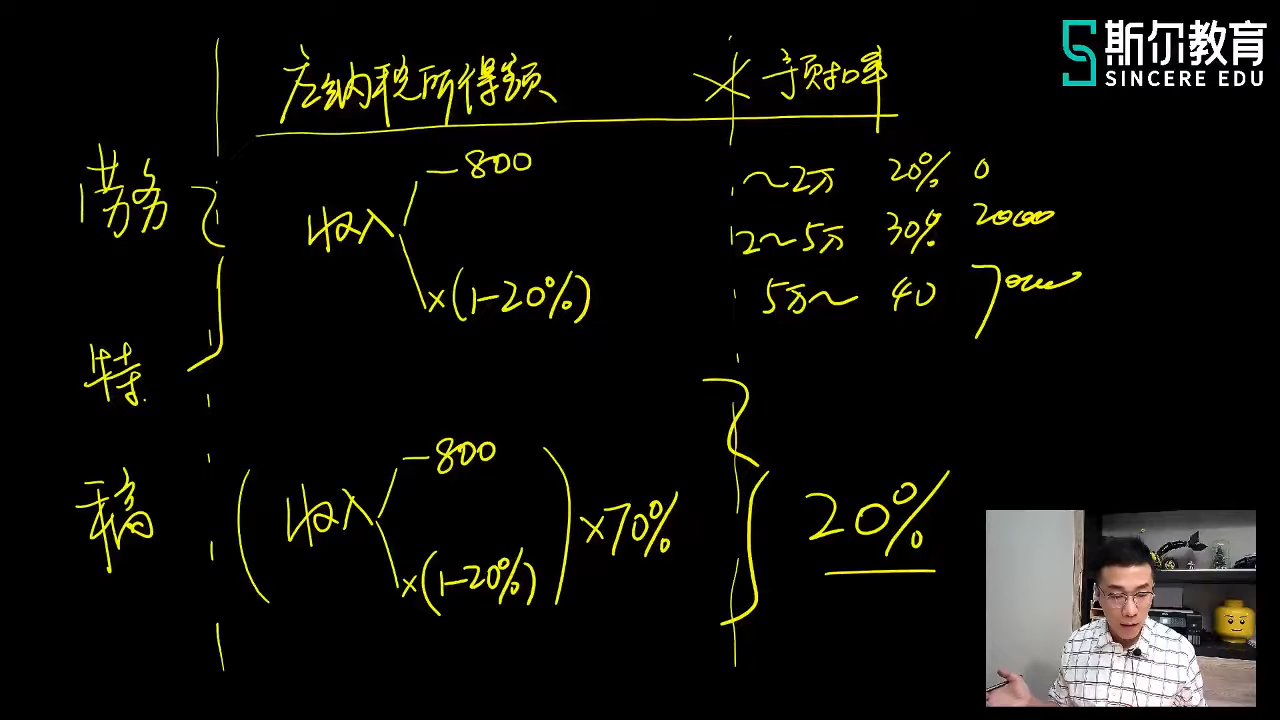 斯尔教育
SINCERE EDU
应纳税所得额 × 预扣率
劳务
收入
-800
×(1-20%)
~2万 20% 0
2~5万 30% 2000
5万~ 40 7000
特
稿
(收入
-800
×(1-20%)
)×70%
20%